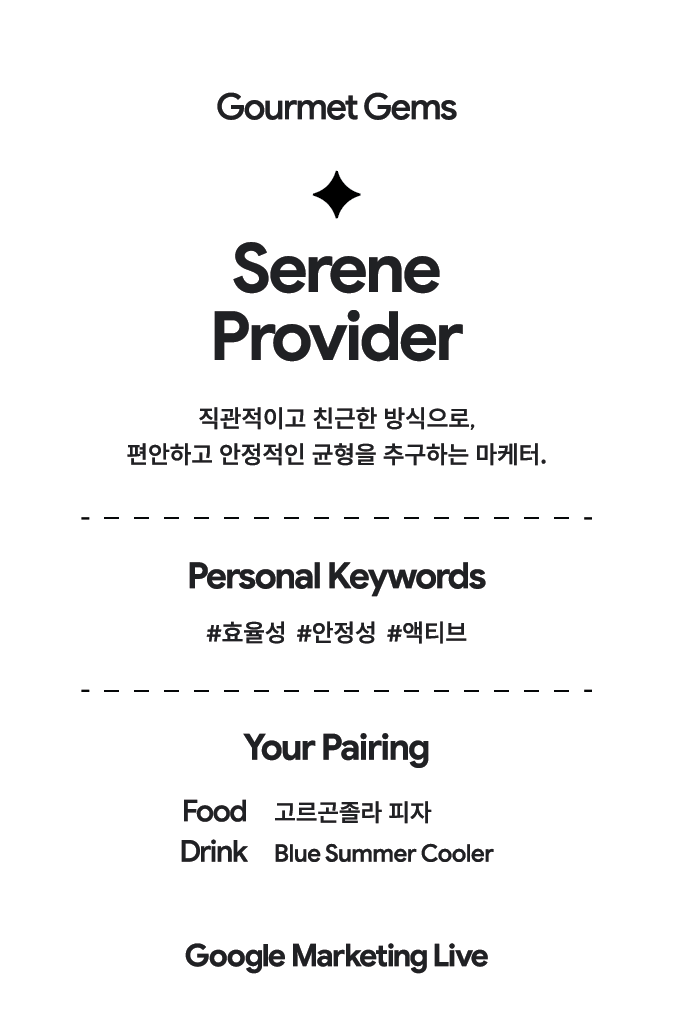 Gourmet Gems
Serene
Provider
직관적이고 친근한 방식으로,
편안하고 안정적인 균형을 추구하는 마케터.
Personal Keywords
#효율성 #안정성 #액티브
Your Pairing
Food 고르곤졸라 피자
Drink Blue Summer Cooler
Google Marketing Live